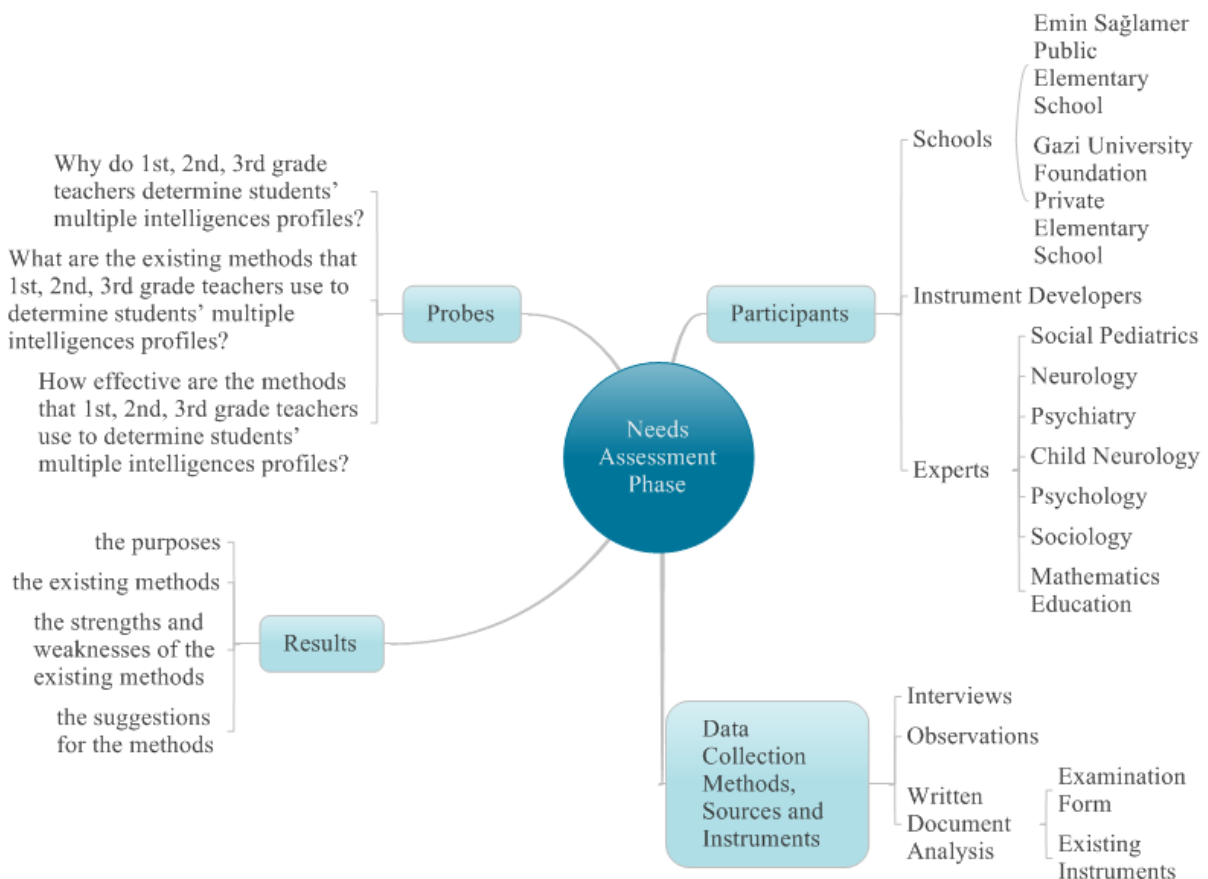 Needs
Assessment
Phase
Probes
Why do 1st, 2nd, 3rd grade
teachers determine students’
multiple intelligences profiles?
What are the existing methods that
1st, 2nd, 3rd grade teachers use to
determine students’ multiple
intelligences profiles?
How effective are the methods
that 1st, 2nd, 3rd grade teachers
use to determine students’
multiple intelligences profiles?
Participants
Schools
Emin Sağlamer
Public
Elementary
School
Gazi University
Foundation
Private
Elementary
School
Instrument Developers
Experts
Social Pediatrics
Neurology
Psychiatry
Child Neurology
Psychology
Sociology
Mathematics
Education
Results
the purposes
the existing methods
the strengths and
weaknesses of the
existing methods
the suggestions
for the methods
Data
Collection
Methods,
Sources and
Instruments
Interviews
Observations
Written
Document
Analysis
Examination
Form
Existing
Instruments